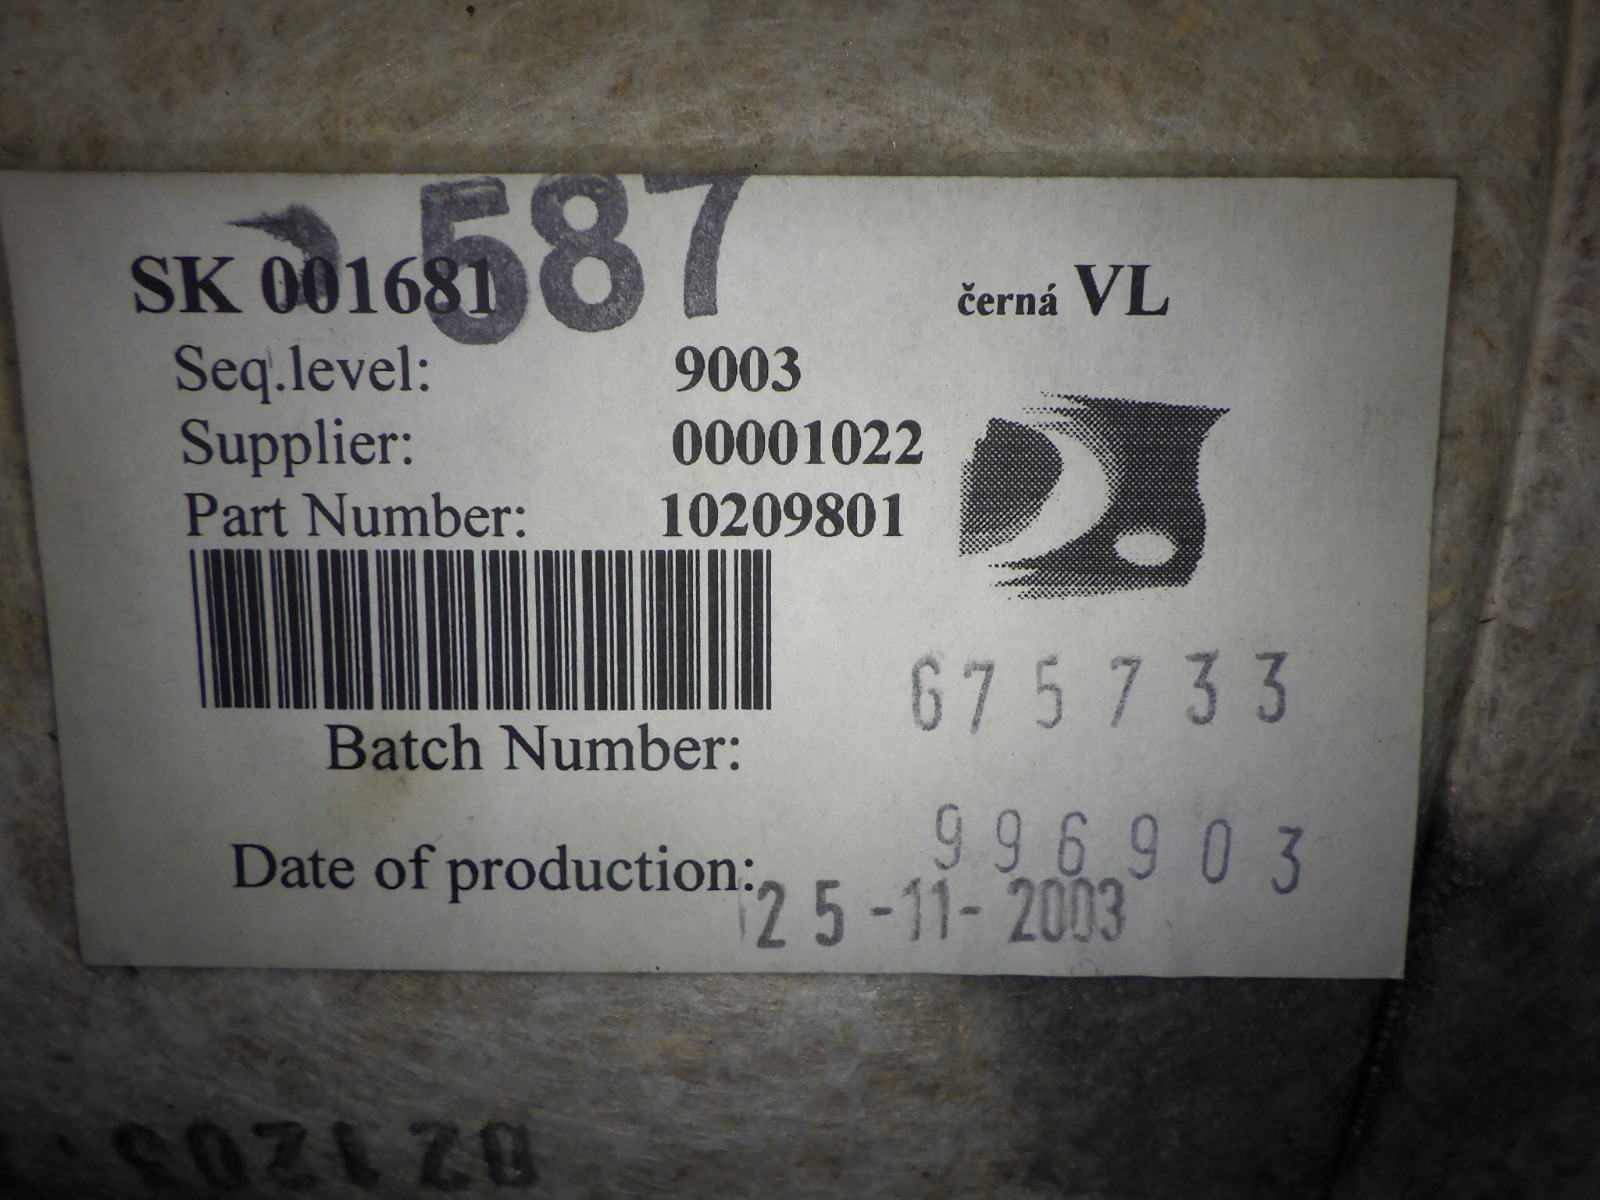 587
SK 001681
černá VL
Seq.level: 9003
Supplier: 00001022
Part Number: 10209801
675733
Batch Number:
996903
Date of production:
25-11-2003